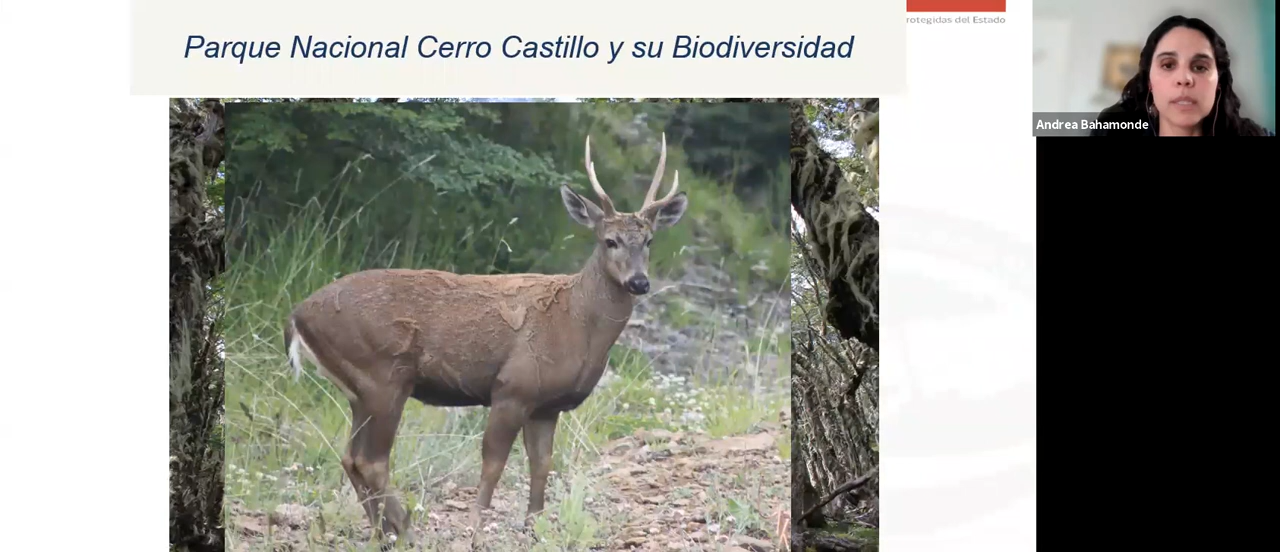 Parque Nacional Cerro Castillo y su Biodiversidad
rotegidas del Estado
Andrea Bahamonde